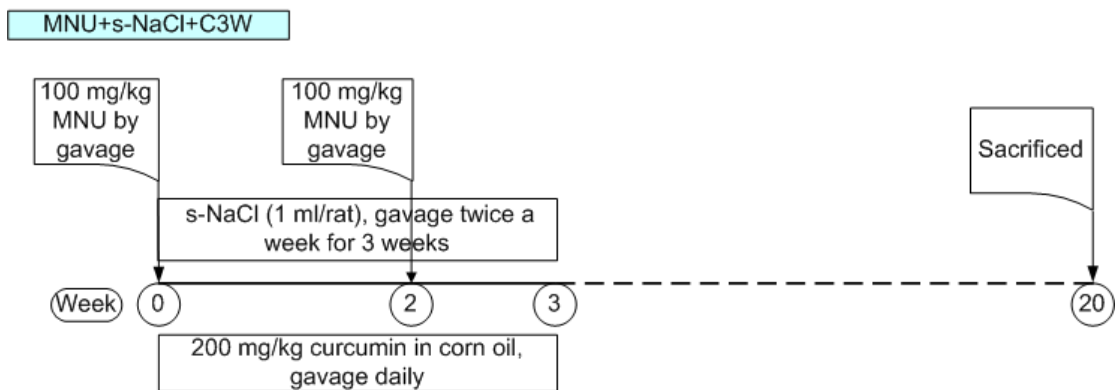 MNU+s-NaCl+C3W
100 mg/kg
MNU by
gavage
100 mg/kg
MNU by
gavage
Sacrificed
s-NaCl (1 ml/rat), gavage twice a
week for 3 weeks
Week 0 2 3 20
200 mg/kg curcumin in corn oil,
gavage daily